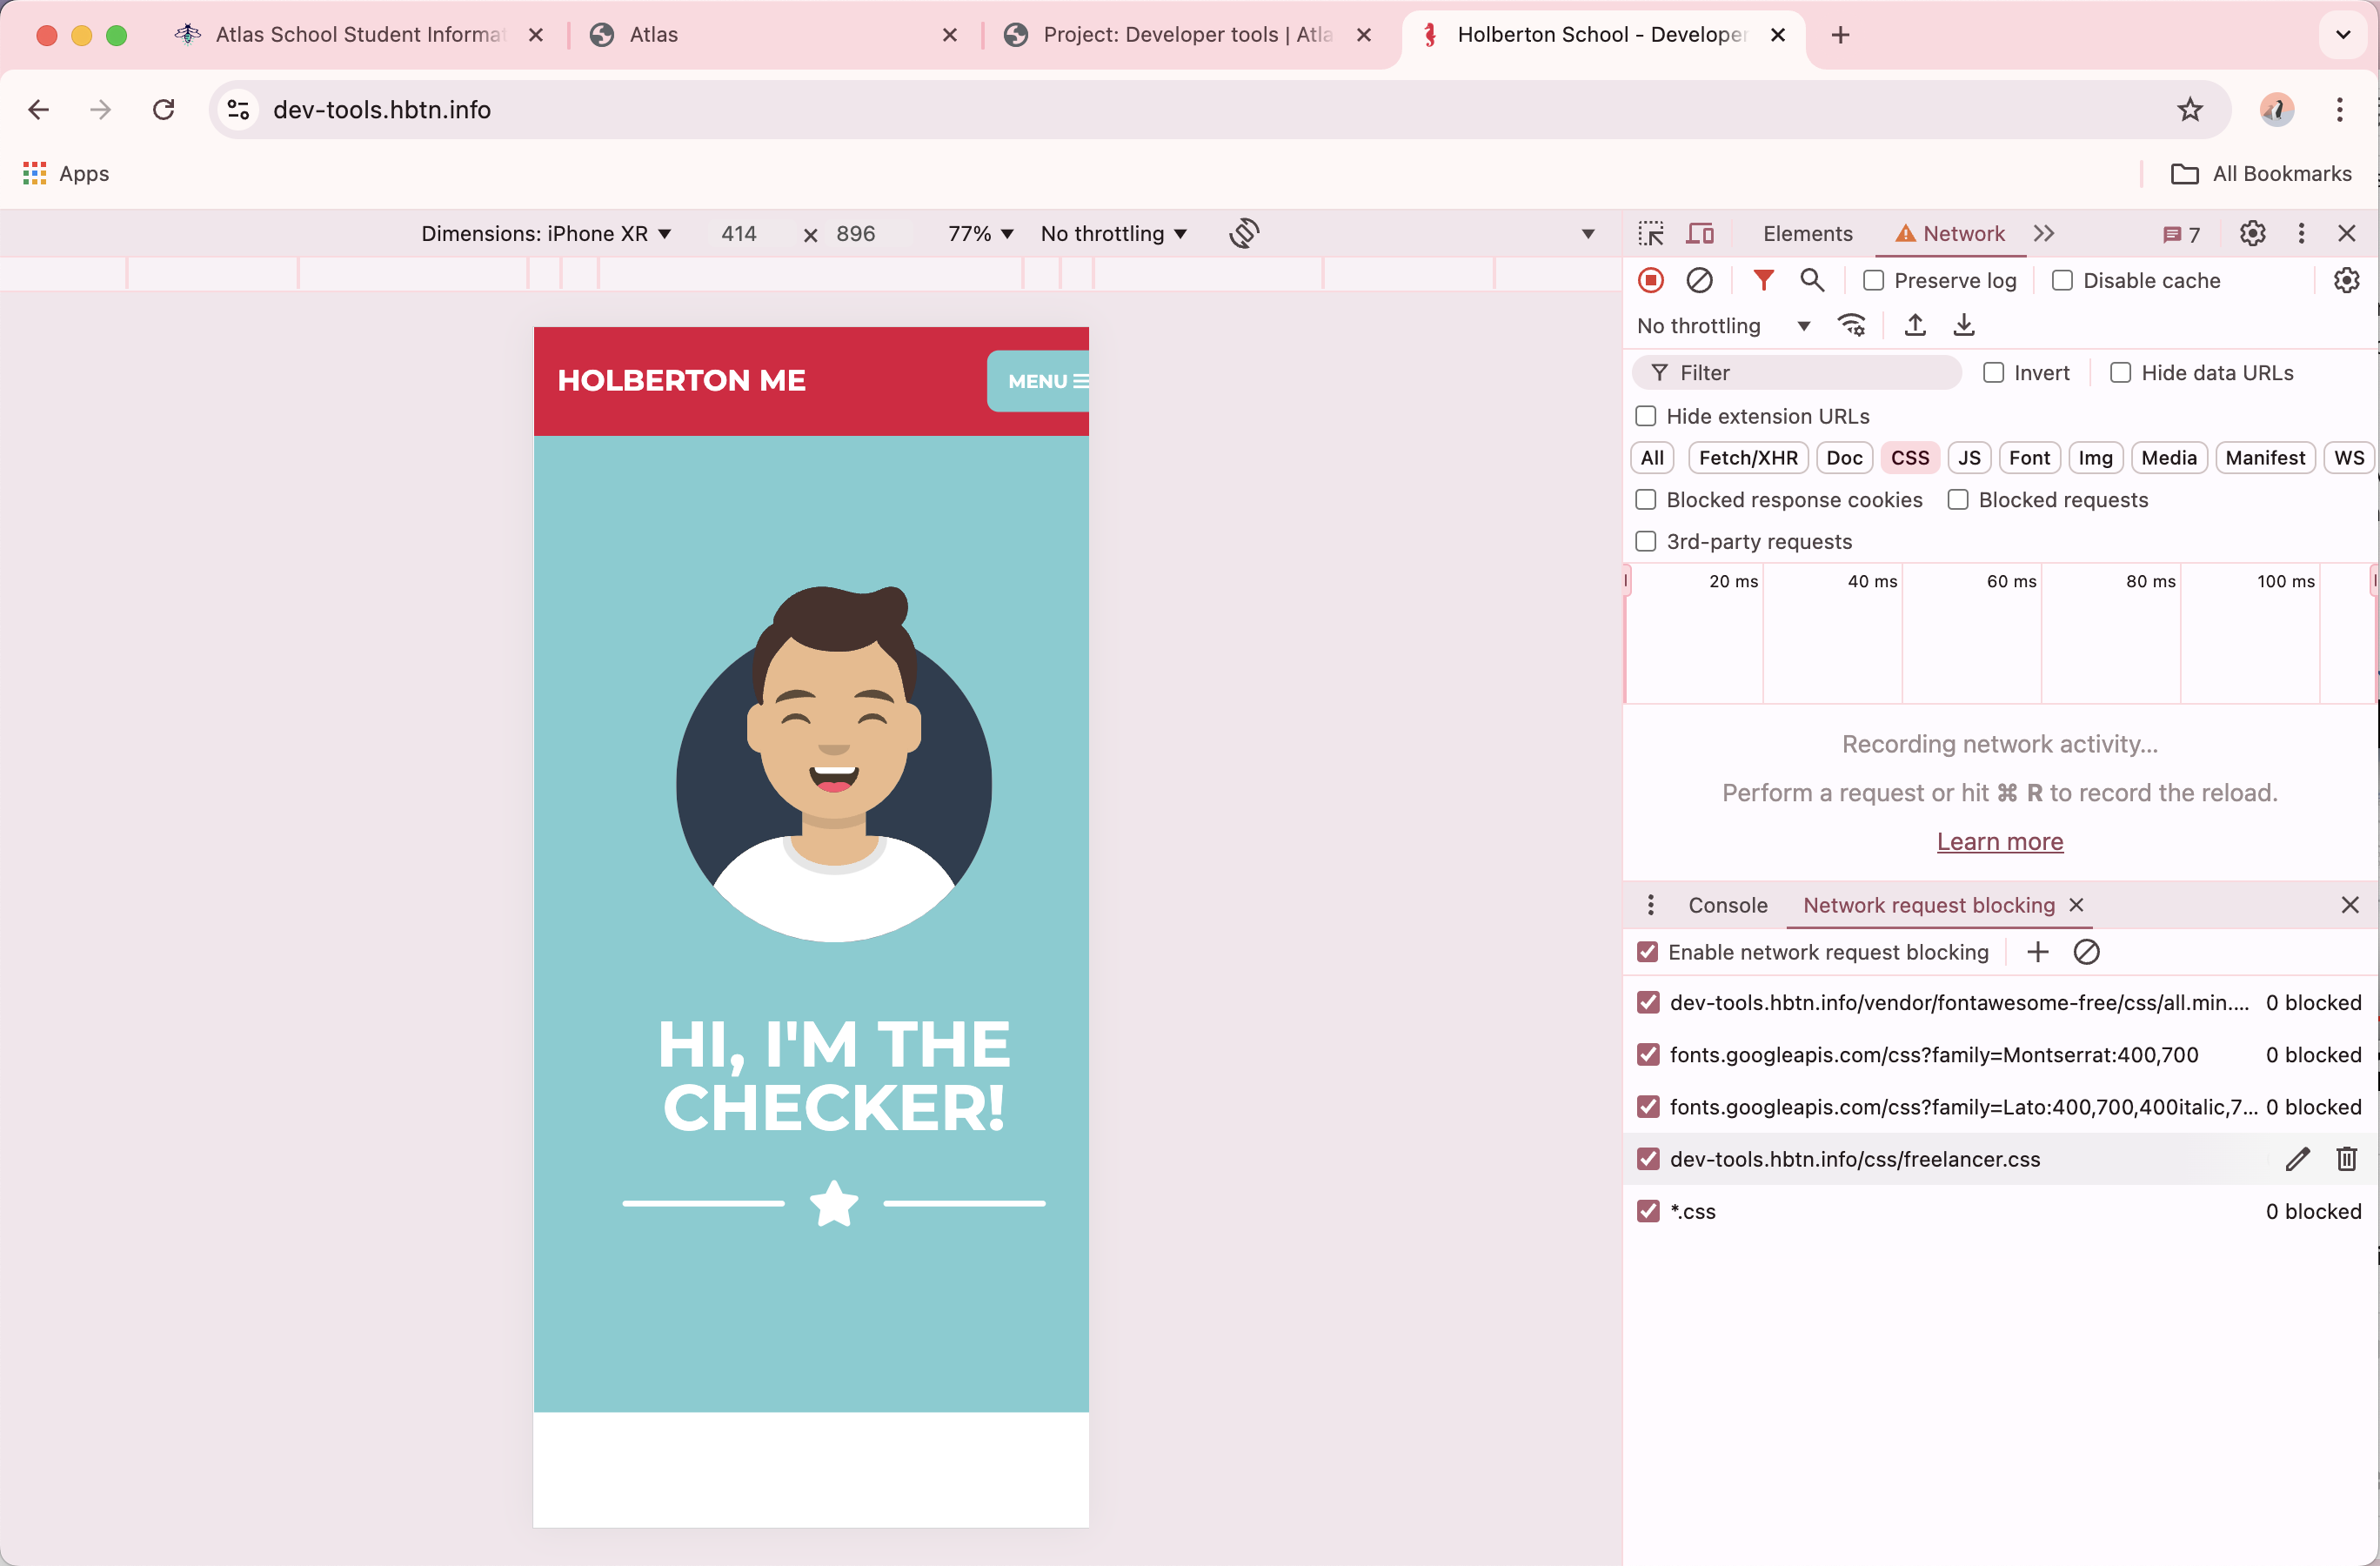 Atlas School Student Informat
Atlas
Project: Developer tools | Atla
Holberton School - Developer
dev-tools.hbtn.info
Apps
All Bookmarks
Dimensions: iPhone XR 414 × 896 77% No throttling
Elements Network 7
Preserve log Disable cache
No throttling
Filter Invert Hide data URLs
Hide extension URLs
All Fetch/XHR Doc CSS JS Font Img Media Manifest WS
Blocked response cookies Blocked requests
3rd-party requests
20 ms 40 ms 60 ms 80 ms 100 ms
Recording network activity...
Perform a request or hit ⌘ R to record the reload.
Learn more
Console Network request blocking
Enable network request blocking
dev-tools.hbtn.info/vendor/fontawesome-free/css/all.min.... 0 blocked
fonts.googleapis.com/css?family=Montserrat:400,700 0 blocked
fonts.googleapis.com/css?family=Lato:400,700,400italic,7... 0 blocked
dev-tools.hbtn.info/css/freelancer.css
*.css 0 blocked
HOLBERTON ME
MENU
HI, I'M THE
CHECKER!